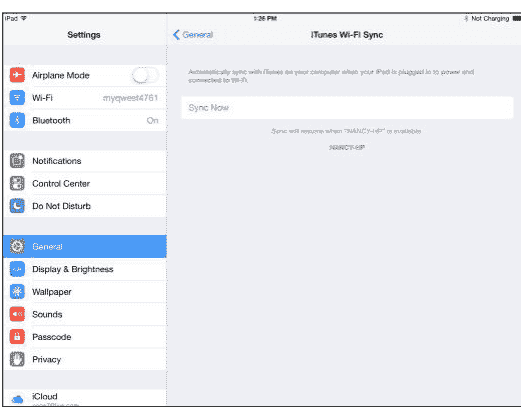 iPad 1:26 PM Not Charging
Settings
General iTunes Wi-Fi Sync
Airplane Mode
Automatically sync with iTunes on your computer when your iPad is plugged in to power and
connected to Wi-Fi.
Wi-Fi myqwest4761
Sync Now
Bluetooth On
Sync will resume when "NANCY-HP" is available
NANCY-HP
Notifications
Control Center
Do Not Disturb
General
Display & Brightness
Wallpaper
Sounds
Passcode
Privacy
iCloud